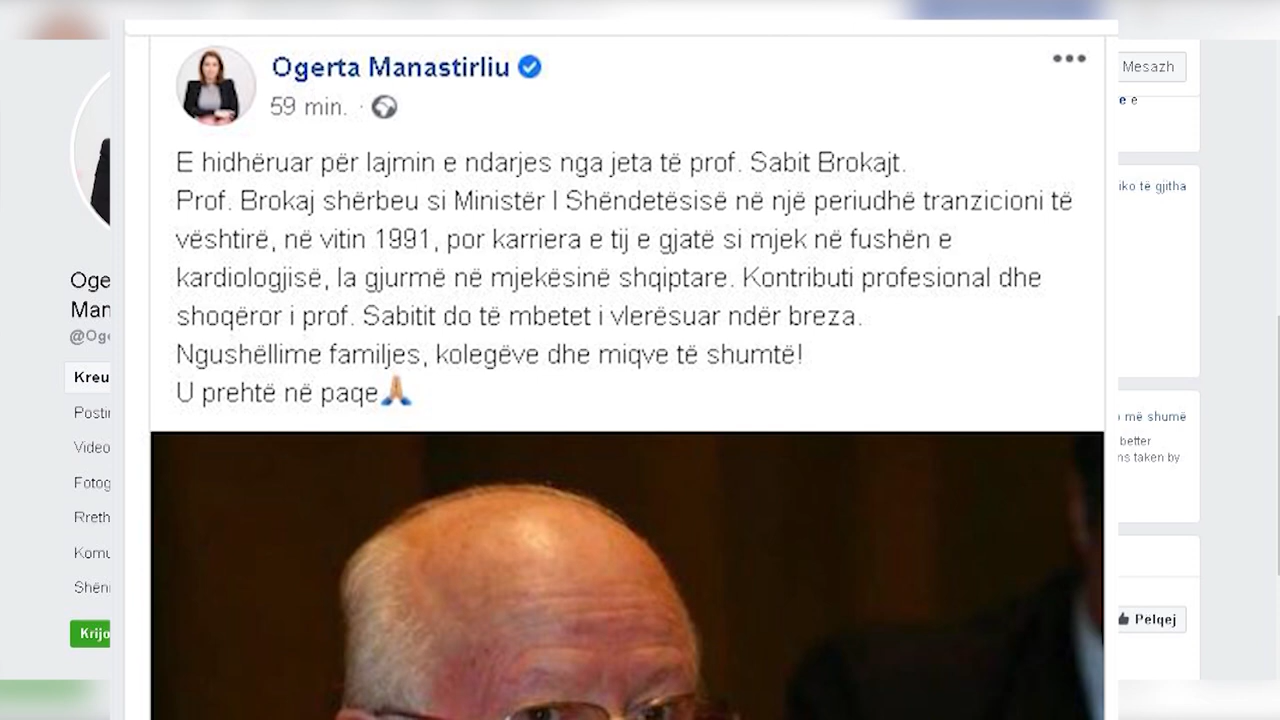 Ogerta Manastirliu
59 min. ·
E hidhëruar për lajmin e ndarjes nga jeta të prof. Sabit Brokajt.
Prof. Brokaj shërbeu si Ministër I Shëndetësisë në një periudhë tranzicioni të
vështirë, në vitin 1991, por karriera e tij e gjatë si mjek në fushën e
kardiologjisë, la gjurmë në mjekësinë shqiptare. Kontributi profesional dhe
shoqëror i prof. Sabitit do të mbetet i vlerësuar ndër breza.
Ngushëllime familjes, kolegëve dhe miqve të shumtë!
U prehtë në paqe🙏
Oge
Man
@Og
Kreu
Posti
Video
Fotog
Rreth
Komu
Shën
Krijo
Mesazh
e e
iko të gjitha
më shumë
better
ns taken by
Pelqej